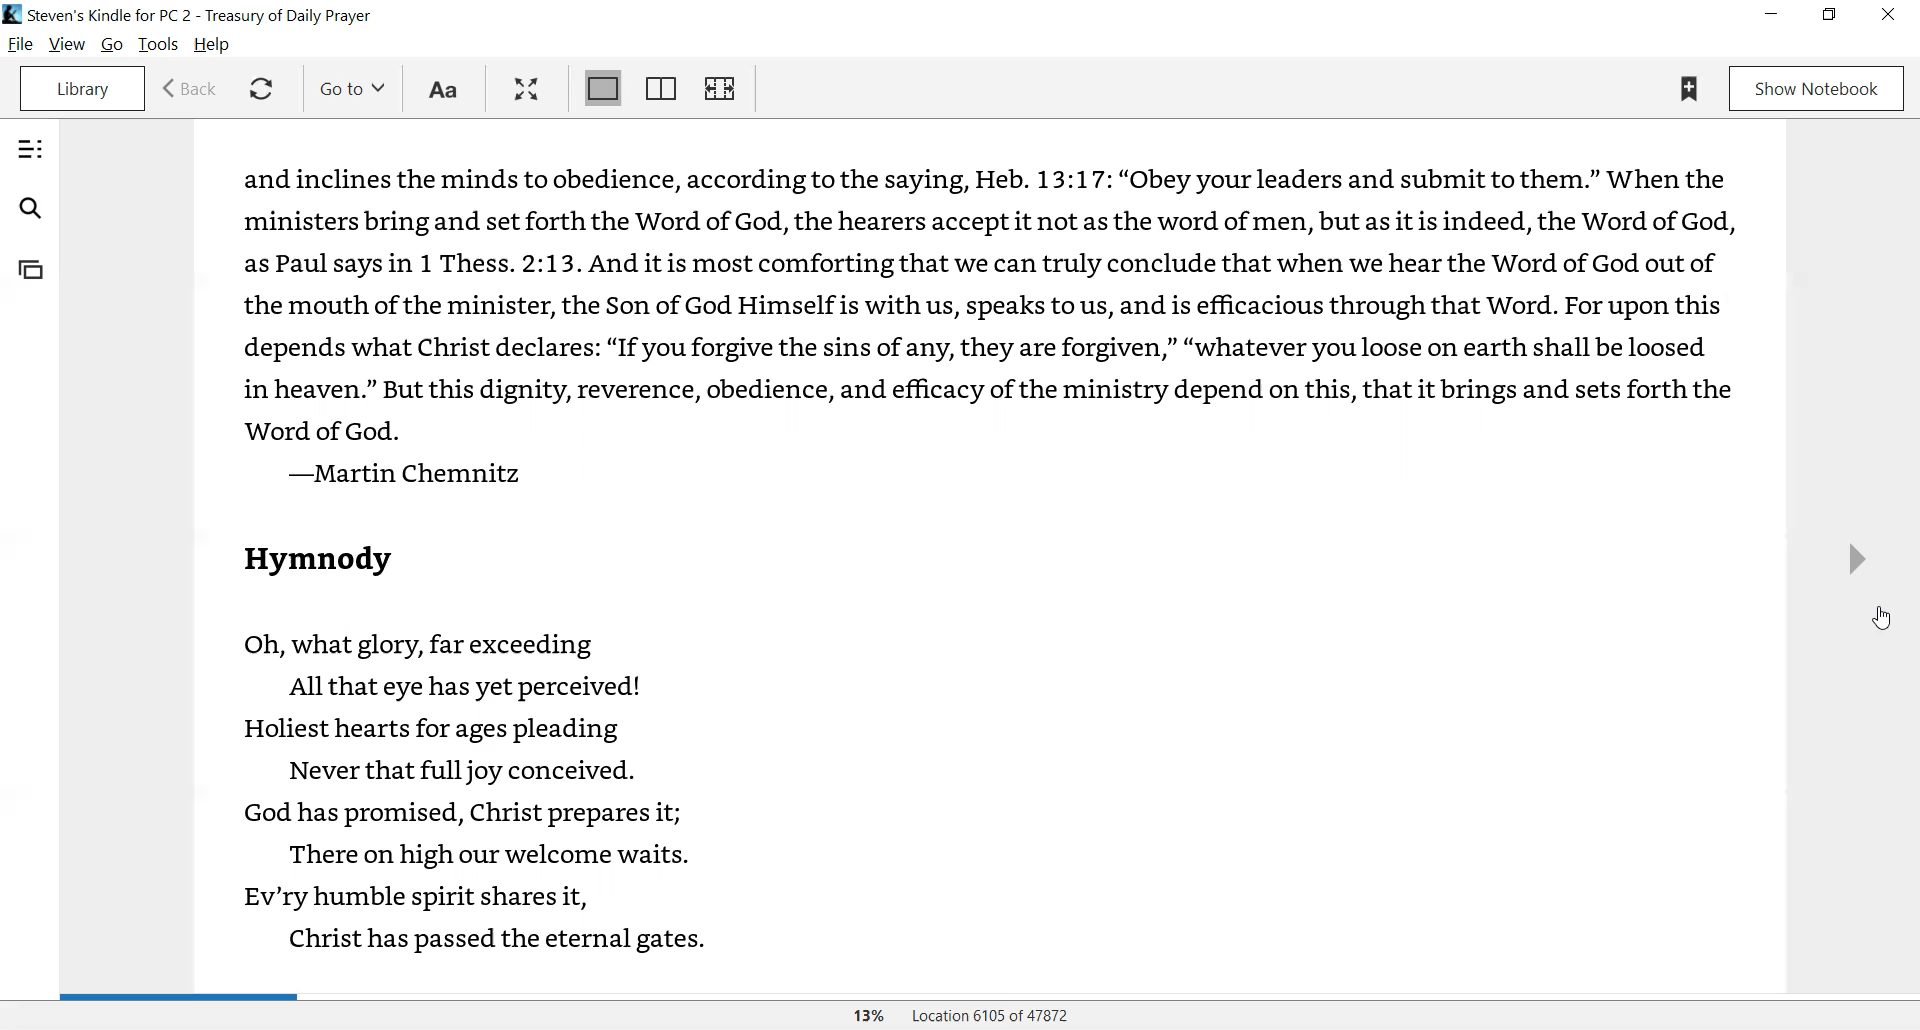 Steven's Kindle for PC 2 - Treasury of Daily Prayer
File View Go Tools Help
Library Back Go to Aa Show Notebook
and inclines the minds to obedience, according to the saying, Heb. 13:17: “Obey your leaders and submit to them.” When the
ministers bring and set forth the Word of God, the hearers accept it not as the word of men, but as it is indeed, the Word of God,
as Paul says in 1 Thess. 2:13. And it is most comforting that we can truly conclude that when we hear the Word of God out of
the mouth of the minister, the Son of God Himself is with us, speaks to us, and is efficacious through that Word. For upon this
depends what Christ declares: “If you forgive the sins of any, they are forgiven,” “whatever you loose on earth shall be loosed
in heaven.” But this dignity, reverence, obedience, and efficacy of the ministry depend on this, that it brings and sets forth the
Word of God.
—Martin Chemnitz
Hymnody
Oh, what glory, far exceeding
All that eye has yet perceived!
Holiest hearts for ages pleading
Never that full joy conceived.
God has promised, Christ prepares it;
There on high our welcome waits.
Ev’ry humble spirit shares it,
Christ has passed the eternal gates.
13% Location 6105 of 47872